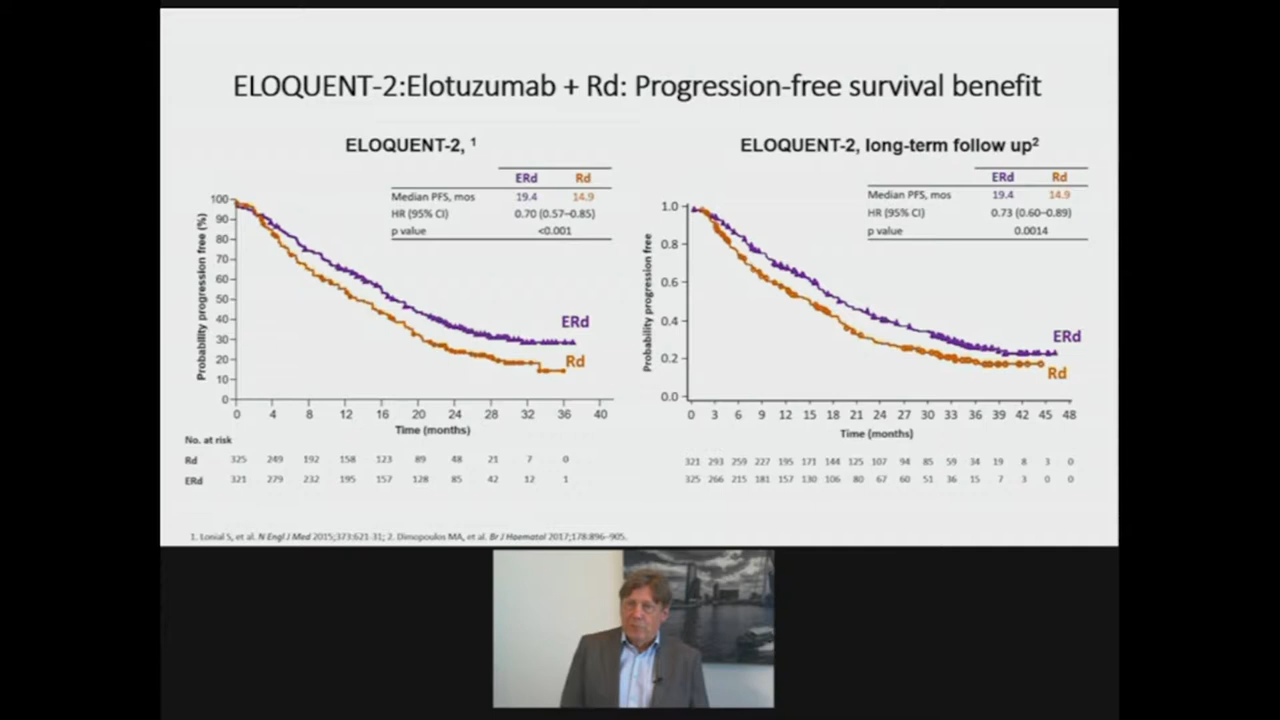 ELOQUENT-2:Elotuzumab + Rd: Progression-free survival benefit
ELOQUENT-2, 1
ERd Rd
Median PFS, mos 19.4 14.9
HR (95% CI) 0.70 (0.57–0.85)
p value <0.001
Probability progression free (%)
100
90
80
70
60
50
40
30
20
10
0
ERd
Rd
0 4 8 12 16 20 24 28 32 36 40
Time (months)
No. at risk
Rd 325 249 192 158 123 89 48 21 7 0
ERd 321 279 232 195 157 128 85 42 12 1
ELOQUENT-2, long-term follow up2
ERd Rd
Median PFS, mos 19.4 14.9
HR (95% CI) 0.73 (0.60–0.89)
p value 0.0014
Probability progression free
1.0
0.8
0.6
0.4
0.2
0.0
ERd
Rd
0 3 6 9 12 15 18 21 24 27 30 33 36 39 42 45 48
Time (months)
321 293 259 227 195 171 144 125 107 94 85 59 34 19 8 3 0
325 266 215 181 157 130 106 80 67 60 51 36 15 7 3 0 0
1. Lonial S, et al. N Engl J Med 2015;373:621-31; 2. Dimopoulos MA, et al. Br J Haematol 2017;178:896–905.